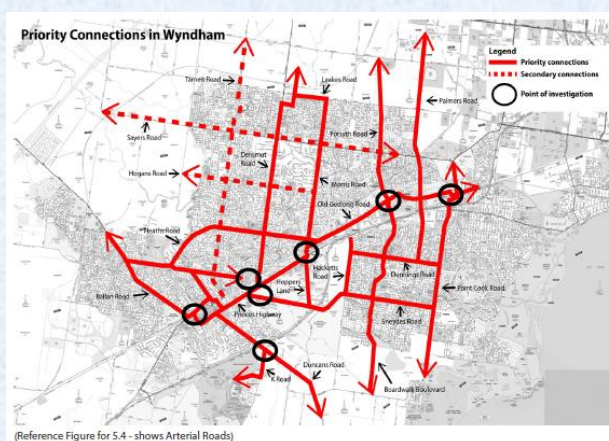 Priority Connections in Wyndham
Legend
Priority connections
Secondary connections
Point of investigation
Tarneit Road
Leakes Road
Palmers Road
Forsyth Road
Sayers Road
Derrimut
Road
Hogans Road
Morris Road
Old Geelong Road
Heaths Road
Hacketts
Road
Dunnings Road
Hoppers
Lane
Point Cook Road
Ballan Road
Princes Highway
Sneydes Road
K Road
Duncans Road
Boardwalk Boulevard
(Reference Figure for 5.4 - shows Arterial Roads)